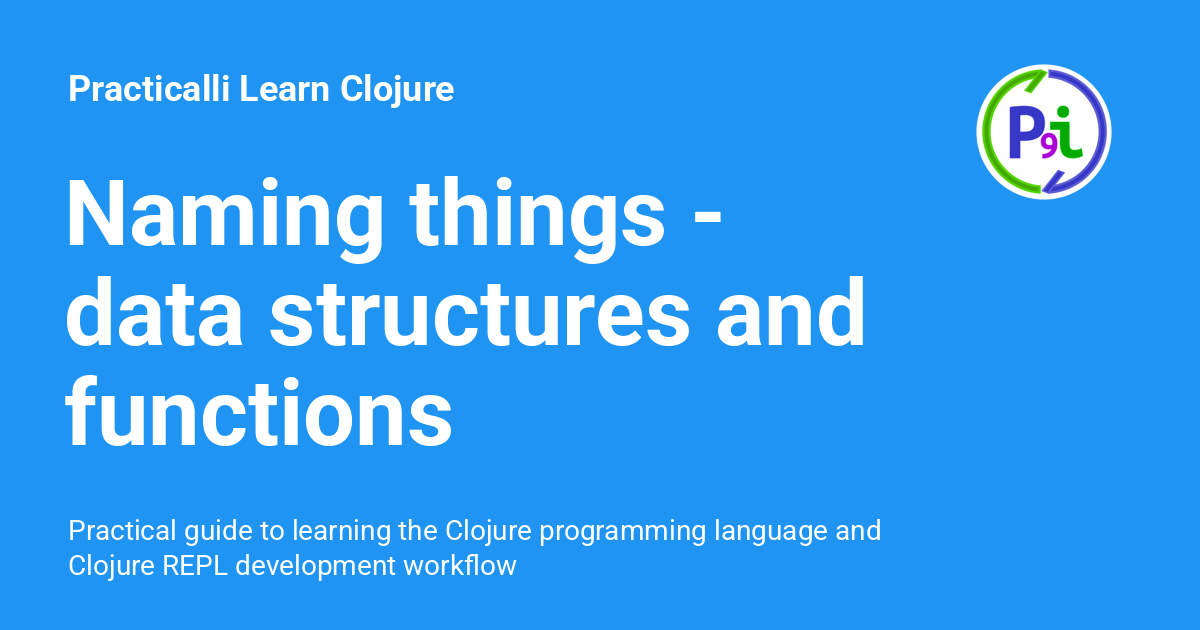 Practicalli Learn Clojure
P9i
Naming things -
data structures and
functions
Practical guide to learning the Clojure programming language and
Clojure REPL development workflow